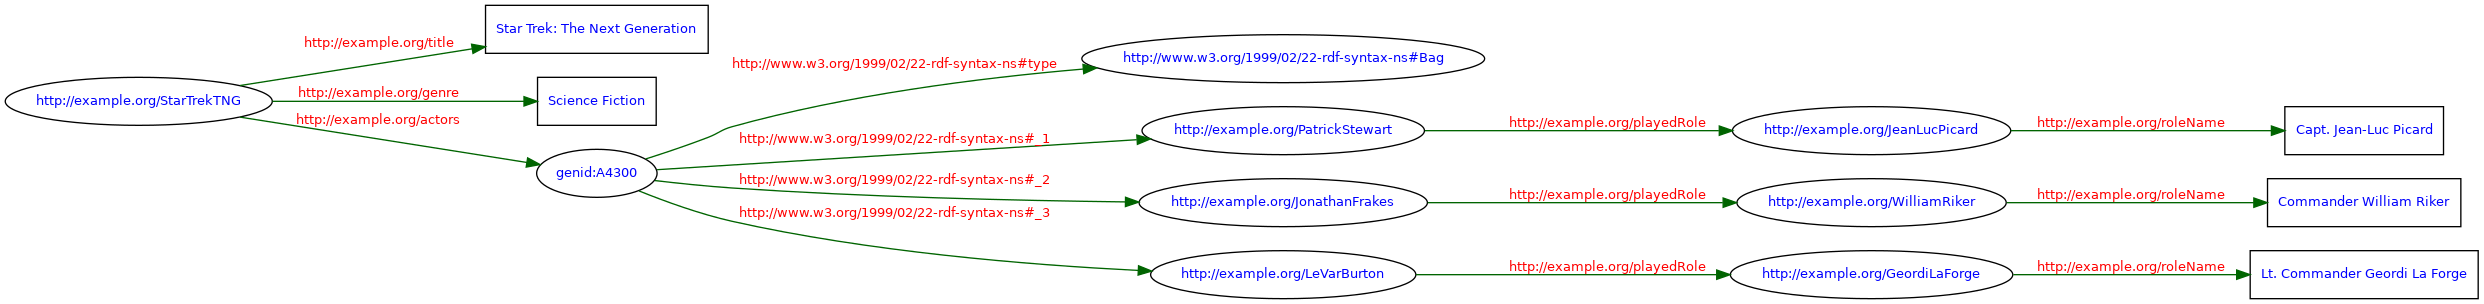 http://example.org/StarTrekTNG
http://example.org/title
Star Trek: The Next Generation
http://example.org/genre
Science Fiction
http://example.org/actors
genid:A4300
http://www.w3.org/1999/02/22-rdf-syntax-ns#type
http://www.w3.org/1999/02/22-rdf-syntax-ns#Bag
http://www.w3.org/1999/02/22-rdf-syntax-ns#_1
http://example.org/PatrickStewart
http://example.org/playedRole
http://example.org/JeanLucPicard
http://example.org/roleName
Capt. Jean-Luc Picard
http://www.w3.org/1999/02/22-rdf-syntax-ns#_2
http://example.org/JonathanFrakes
http://example.org/playedRole
http://example.org/WilliamRiker
http://example.org/roleName
Commander William Riker
http://www.w3.org/1999/02/22-rdf-syntax-ns#_3
http://example.org/LeVarBurton
http://example.org/playedRole
http://example.org/GeordiLaForge
http://example.org/roleName
Lt. Commander Geordi La Forge